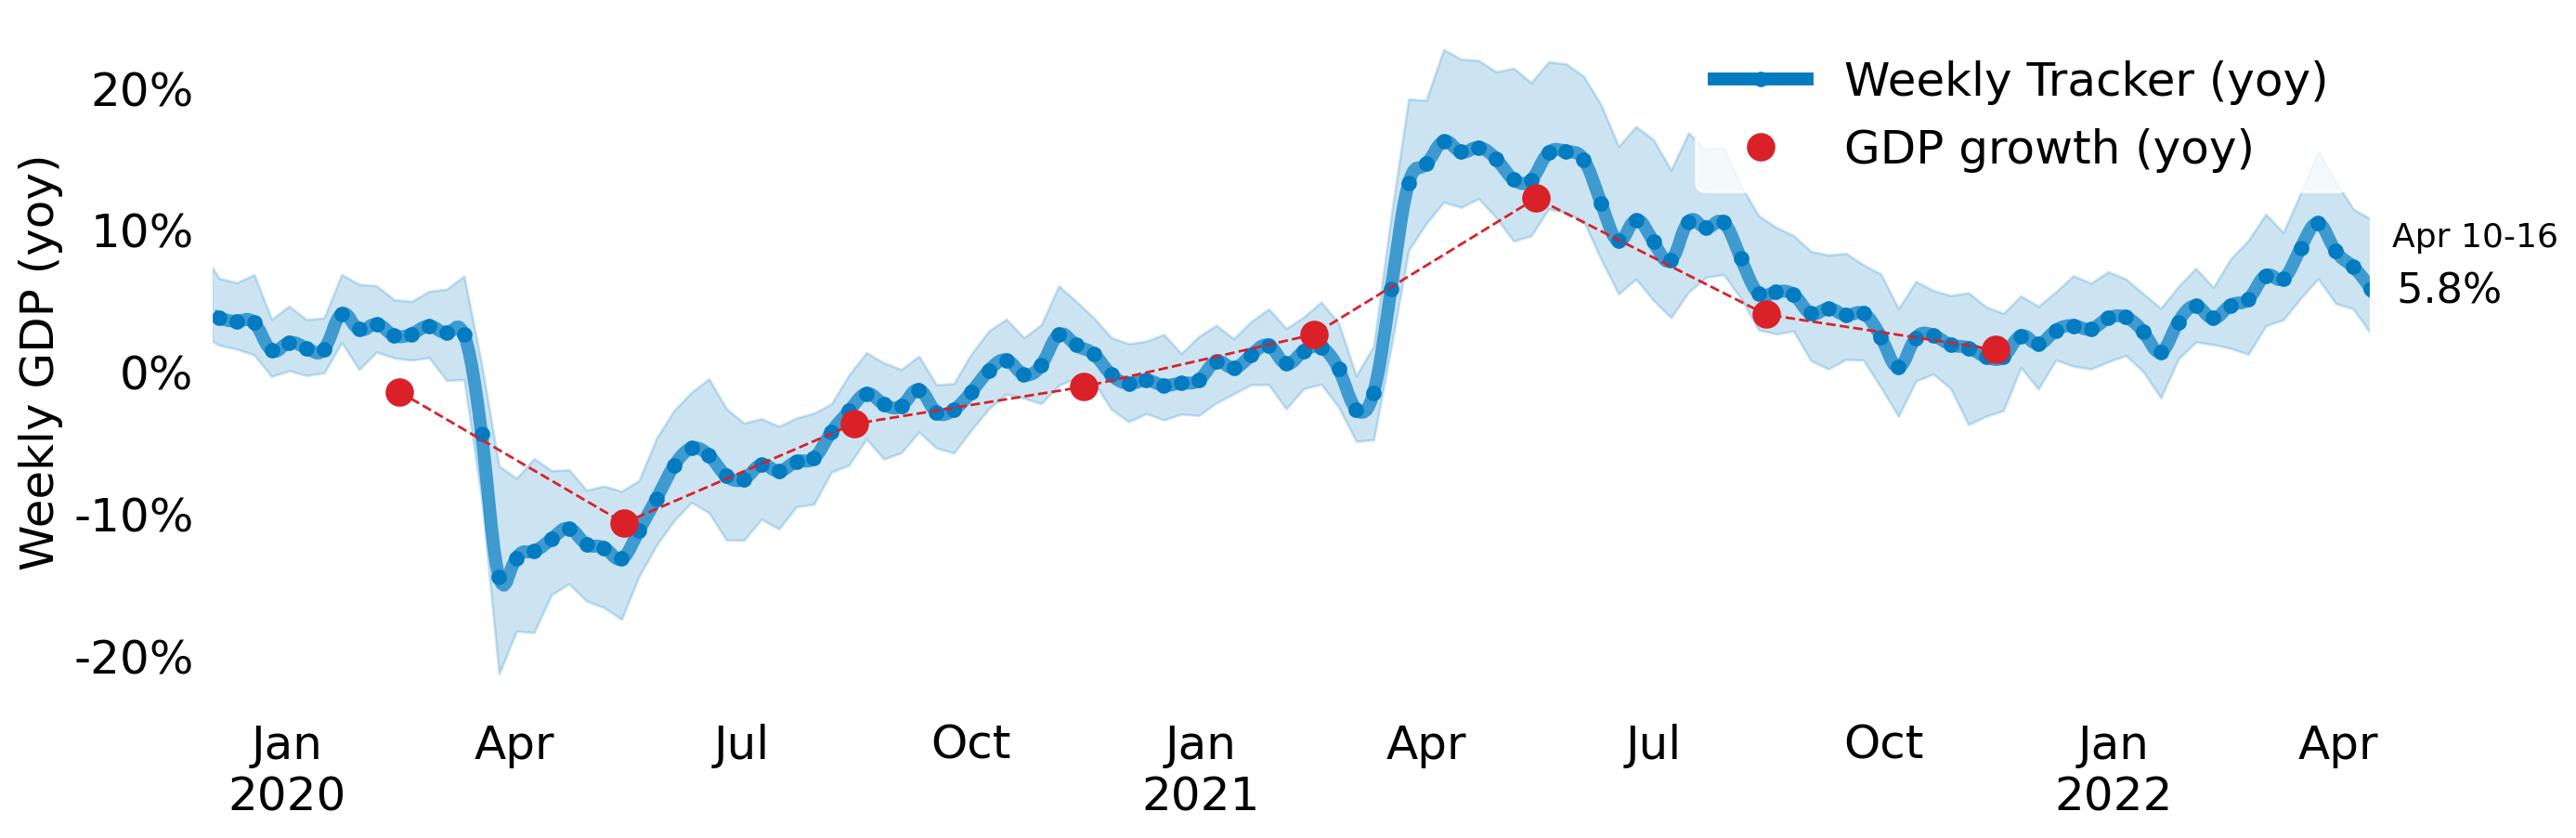 Weekly GDP (yoy)
20%
10%
0%
-10%
-20%
Weekly Tracker (yoy)
GDP growth (yoy)
Apr 10-16
5.8%
Jan Apr Jul Oct Jan Apr Jul Oct Jan Apr
2020 2021 2022